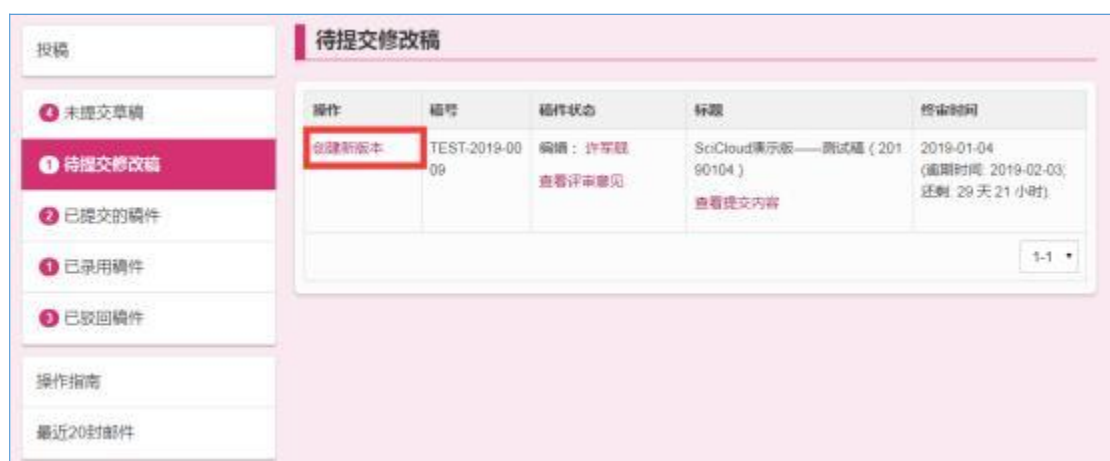 投稿
④ 未提交草稿
① 待提交修改稿
② 已提交的稿件
① 已录用稿件
③ 已驳回稿件
操作指南
最近20封邮件
待提交修改稿
操作
稿号
稿件状态
标题
终审时间
创建新版本
TEST-2019-00
09
编辑：许军舰
查看评审意见
SciCloud演示版——测试稿 ( 201
90104 )
查看提交内容
2019-01-04
(逾期时间: 2019-02-03;
还剩: 29 天 21 小时)
1-1